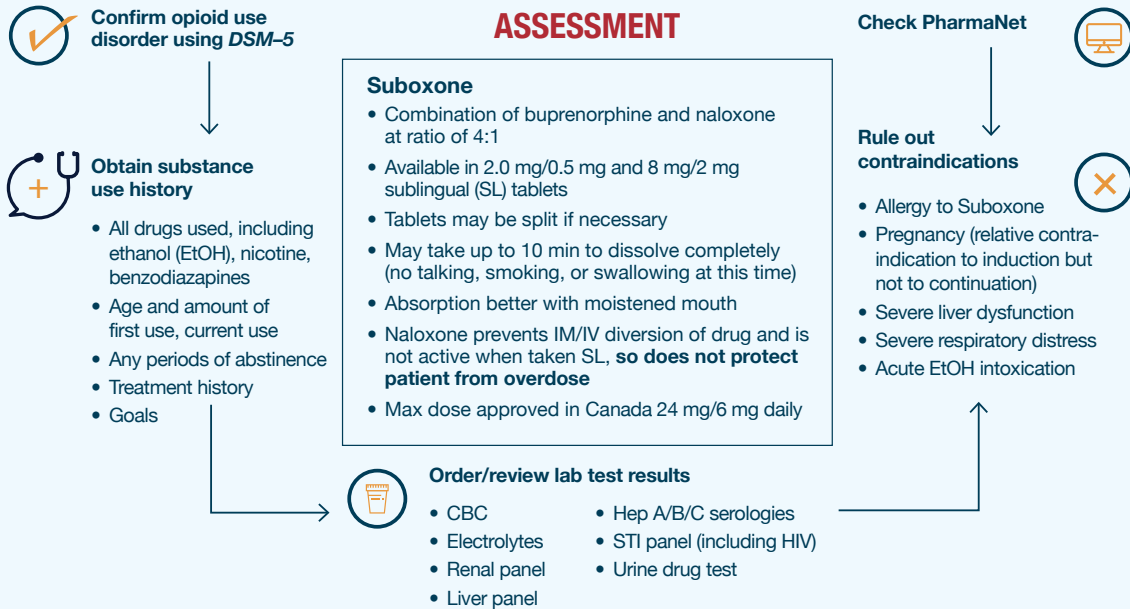 Confirm opioid use
disorder using DSM–5
ASSESSMENT
Check PharmaNet
Obtain substance
use history
• All drugs used, including
ethanol (EtOH), nicotine,
benzodiazapines
• Age and amount of
first use, current use
• Any periods of abstinence
• Treatment history
• Goals
Suboxone
• Combination of buprenorphine and naloxone
at ratio of 4:1
• Available in 2.0 mg/0.5 mg and 8 mg/2 mg
sublingual (SL) tablets
• Tablets may be split if necessary
• May take up to 10 min to dissolve completely
(no talking, smoking, or swallowing at this time)
• Absorption better with moistened mouth
• Naloxone prevents IM/IV diversion of drug and is
not active when taken SL, so does not protect
patient from overdose
• Max dose approved in Canada 24 mg/6 mg daily
Rule out
contraindications
• Allergy to Suboxone
• Pregnancy (relative contra-
indication to induction but
not to continuation)
• Severe liver dysfunction
• Severe respiratory distress
• Acute EtOH intoxication
Order/review lab test results
• CBC
• Electrolytes
• Renal panel
• Liver panel
• Hep A/B/C serologies
• STI panel (including HIV)
• Urine drug test